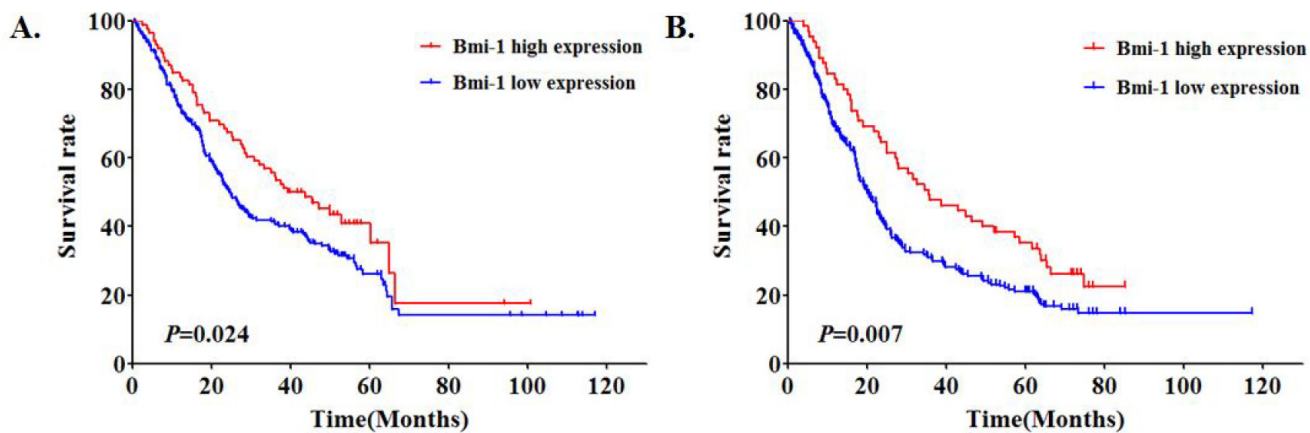 A.
100
80
60
40
20
0
Survival rate
Bmi-1 high expression
Bmi-1 low expression
P=0.024
0 20 40 60 80 100 120
Time(Months)
B.
100
80
60
40
20
0
Survival rate
Bmi-1 high expression
Bmi-1 low expression
P=0.007
0 20 40 60 80 100 120
Time(Months)